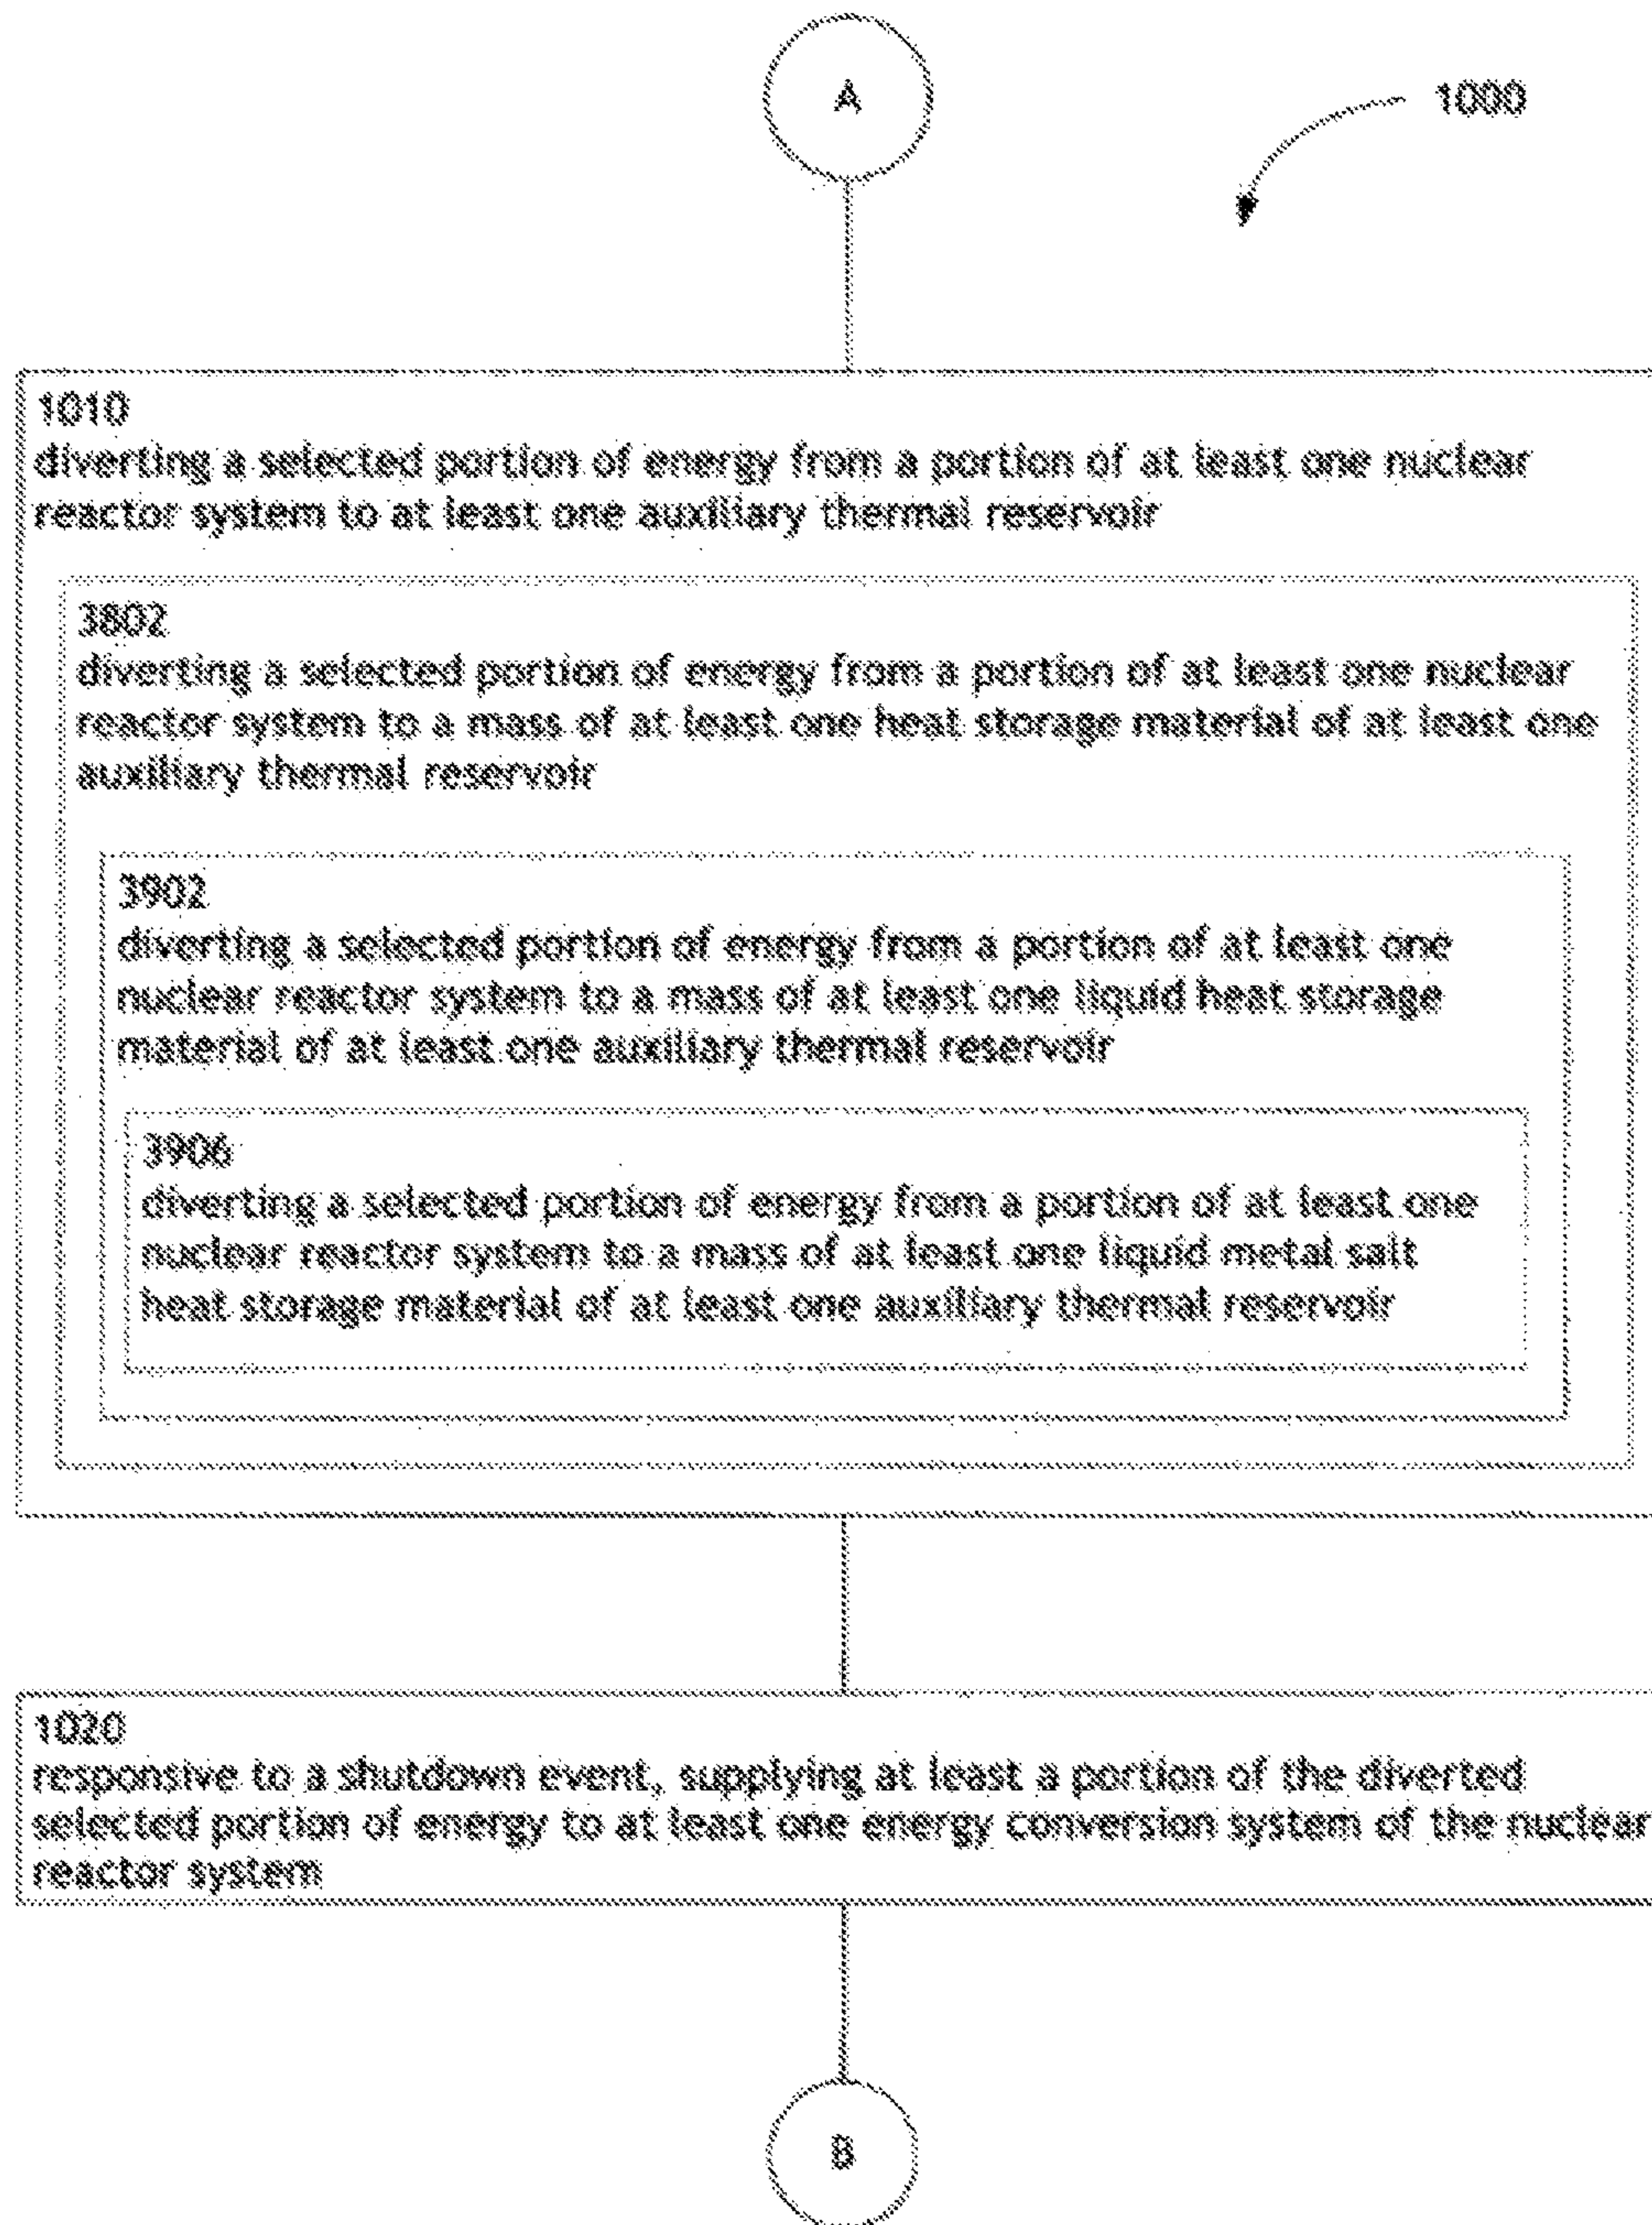 A
1000
1010
diverting a selected portion of energy from a portion of at least one nuclear
reactor system to at least one auxiliary thermal reservoir
3802
diverting a selected portion of energy from a portion of at least one nuclear
reactor system to a mass of at least one heat storage material of at least one
auxiliary thermal reservoir
3902
diverting a selected portion of energy from a portion of at least one
nuclear reactor system to a mass of at least one liquid heat storage
material of at least one auxiliary thermal reservoir
3906
diverting a selected portion of energy from a portion of at least one
nuclear reactor system to a mass of at least one liquid metal salt
heat storage material of at least one auxiliary thermal reservoir
1020
responsive to a shutdown event, supplying at least a portion of the diverted
selected portion of energy to at least one energy conversion system of the nuclear
reactor system
B